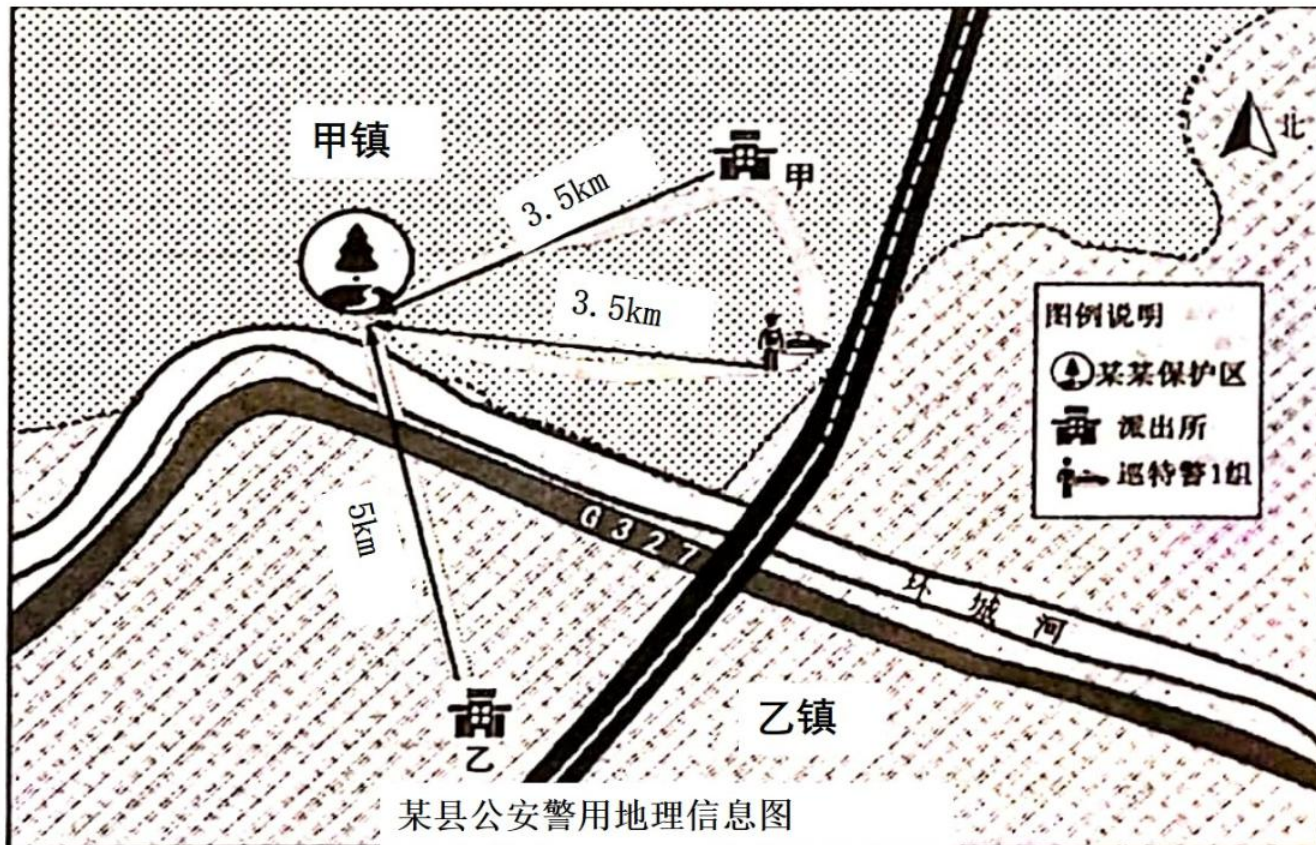 甲镇
北
甲
3.5km
3.5km
图例说明
某某保护区
派出所
巡特警1组
5km
G327
环城河
乙镇
乙
某县公安警用地理信息图